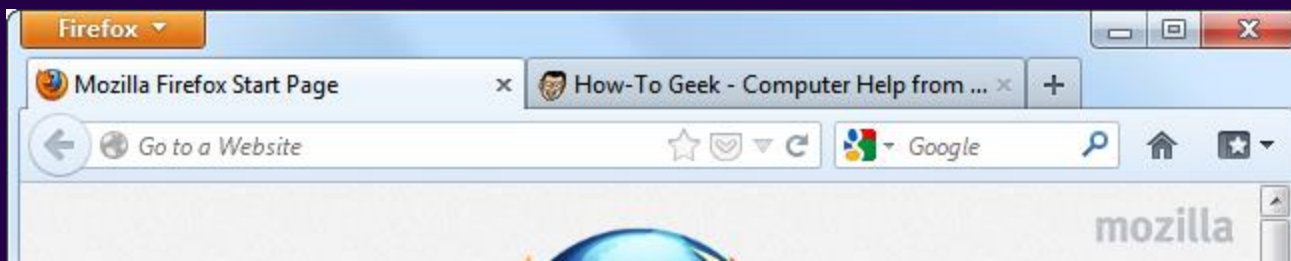 Firefox
Mozilla Firefox Start Page
How-To Geek - Computer Help from ...
Go to a Website
Google
mozilla